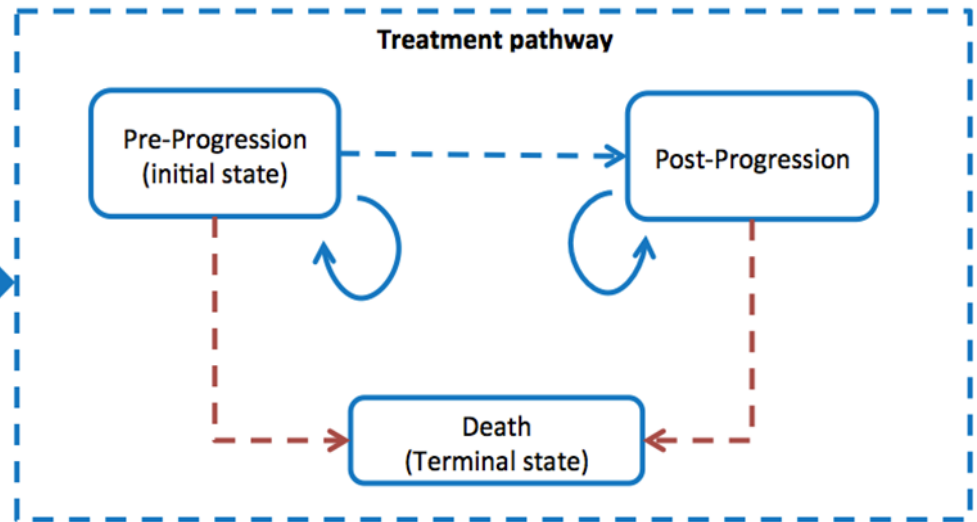 Treatment pathway
Pre-Progression
(initial state)
Post-Progression
Death
(Terminal state)